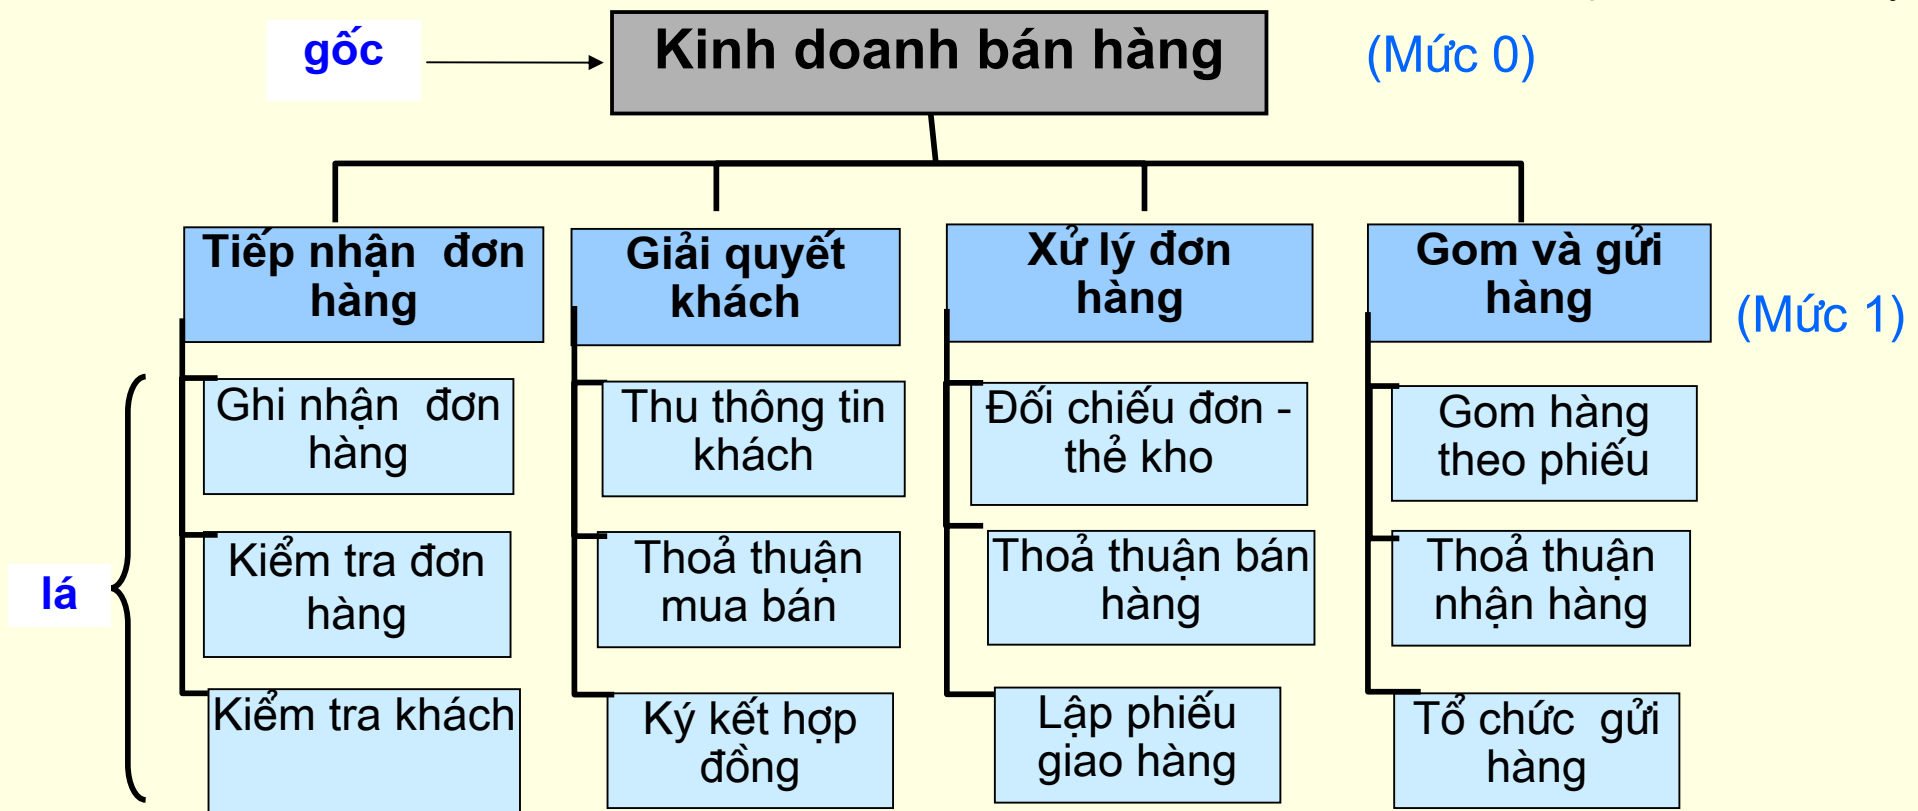 gốc
Kinh doanh bán hàng
(Mức 0)
Tiếp nhận đơn
hàng
Giải quyết
khách
Xử lý đơn
hàng
Gom và gửi
hàng
(Mức 1)
lá
Ghi nhận đơn
hàng
Thu thông tin
khách
Đối chiếu đơn -
thẻ kho
Gom hàng
theo phiếu
Kiểm tra đơn
hàng
Thoả thuận
mua bán
Thoả thuận bán
hàng
Thoả thuận
nhận hàng
Kiểm tra khách
Ký kết hợp
đồng
Lập phiếu
giao hàng
Tổ chức gửi
hàng